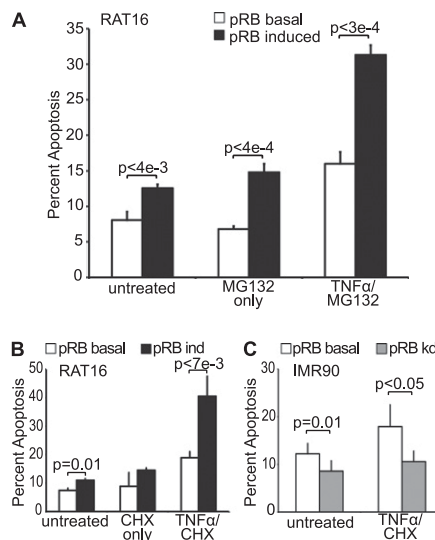 A
RAT16
pRB basal
pRB induced
Percent Apoptosis
35
30
25
20
15
10
5
0
p<4e-3
p<4e-4
p<3e-4
untreated
MG132
only
TNFα/
MG132
B
pRB basal
pRB ind
RAT16
Percent Apoptosis
50
40
30
20
10
0
p=0.01
p<7e-3
untreated
CHX
only
TNFα/
CHX
C
pRB basal
pRB kd
IMR90
Percent Apoptosis
30
20
10
0
p=0.01
p<0.05
untreated
TNFα/
CHX